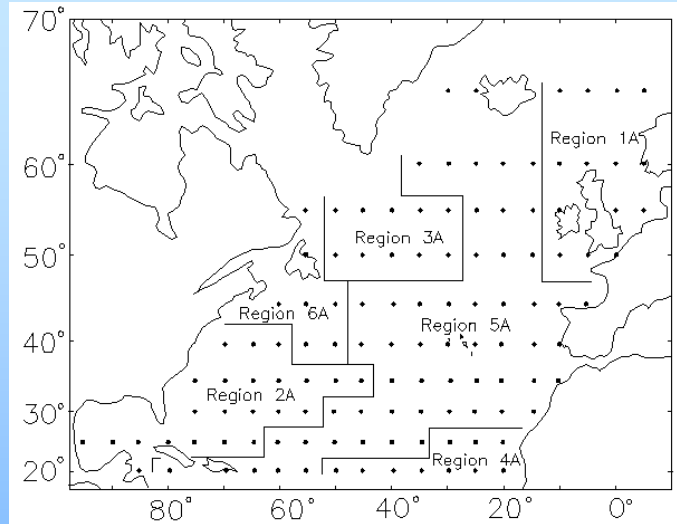 70°
Region 1A
60°
Region 3A
50°
Region 6A
Region 5A
40°
Region 2A
30°
Region 4A
20°
80° 60° 40° 20° 0°